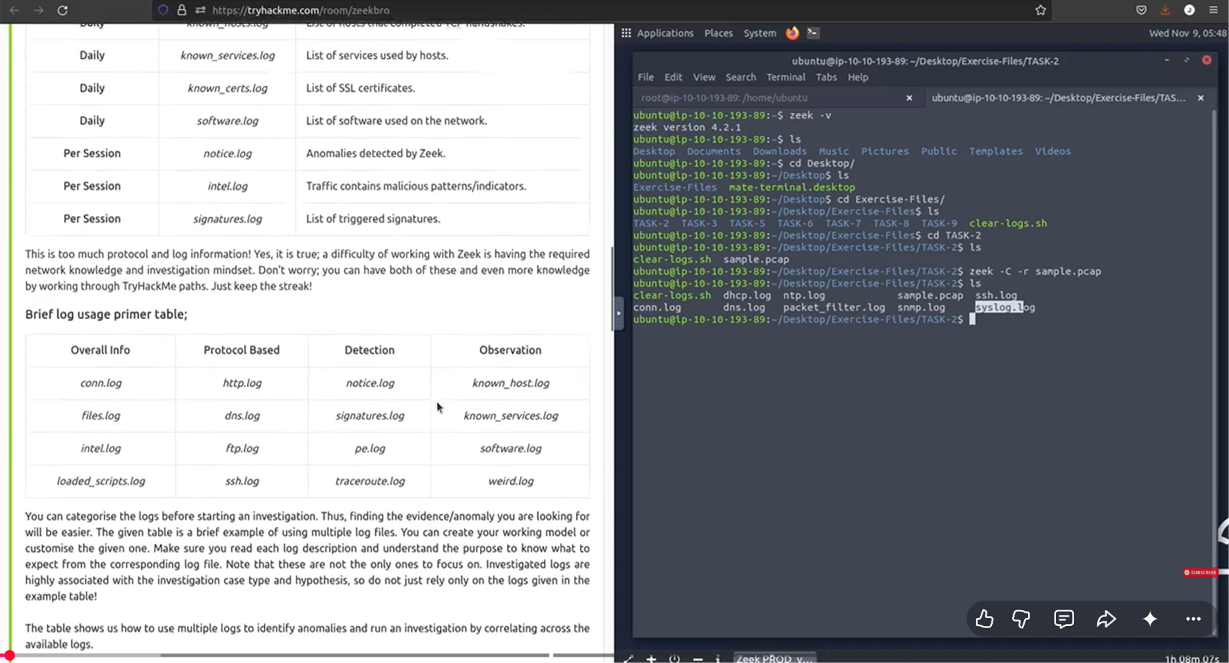 https://tryhackme.com/room/zeekbro
Daily known_hosts.log List of hosts that completed TCP handshakes.
Daily known_services.log List of services used by hosts.
Daily known_certs.log List of SSL certificates.
Daily software.log List of software used on the network.
Per Session notice.log Anomalies detected by Zeek.
Per Session intel.log Traffic contains malicious patterns/indicators.
Per Session signatures.log List of triggered signatures.
This is too much protocol and log information! Yes, it is true; a difficulty of working with Zeek is having the required
network knowledge and investigation mindset. Don't worry; you can have both of these and even more knowledge
by working through TryHackMe paths. Just keep the streak!
Brief log usage primer table;
Overall Info Protocol Based Detection Observation
conn.log http.log notice.log known_host.log
files.log dns.log signatures.log known_services.log
intel.log ftp.log pe.log software.log
loaded_scripts.log ssh.log traceroute.log weird.log
You can categorise the logs before starting an investigation. Thus, finding the evidence/anomaly you are looking for
will be easier. The given table is a brief example of using multiple log files. You can create your working model or
customise the given one. Make sure you read each log description and understand the purpose to know what to
expect from the corresponding log file. Note that these are not the only ones to focus on. Investigated logs are
highly associated with the investigation case type and hypothesis, so do not just rely only on the logs given in the
example table!
The table shows us how to use multiple logs to identify anomalies and run an investigation by correlating across the
available logs.
Applications Places System Wed Nov 9, 05:48
ubuntu@ip-10-10-193-89: ~/Desktop/Exercise-Files/TASK-2
File Edit View Search Terminal Tabs Help
root@ip-10-10-193-89: /home/ubuntu × ubuntu@ip-10-10-193-89: ~/Desktop/Exercise-Files/TAS... ×
ubuntu@ip-10-10-193-89:~$ zeek -v
zeek version 4.2.1
ubuntu@ip-10-10-193-89:~$ ls
Desktop Documents Downloads Music Pictures Public Templates Videos
ubuntu@ip-10-10-193-89:~$ cd Desktop/
ubuntu@ip-10-10-193-89:~/Desktop$ ls
Exercise-Files mate-terminal.desktop
ubuntu@ip-10-10-193-89:~/Desktop$ cd Exercise-Files/
ubuntu@ip-10-10-193-89:~/Desktop/Exercise-Files$ ls
TASK-2 TASK-3 TASK-5 TASK-6 TASK-7 TASK-8 TASK-9 clear-logs.sh
ubuntu@ip-10-10-193-89:~/Desktop/Exercise-Files$ cd TASK-2
ubuntu@ip-10-10-193-89:~/Desktop/Exercise-Files/TASK-2$ ls
clear-logs.sh sample.pcap
ubuntu@ip-10-10-193-89:~/Desktop/Exercise-Files/TASK-2$ zeek -C -r sample.pcap
ubuntu@ip-10-10-193-89:~/Desktop/Exercise-Files/TASK-2$ ls
clear-logs.sh dhcp.log ntp.log sample.pcap ssh.log
conn.log dns.log packet_filter.log snmp.log syslog.log
ubuntu@ip-10-10-193-89:~/Desktop/Exercise-Files/TASK-2$
SUBSCRIBE
1h 08m 07s